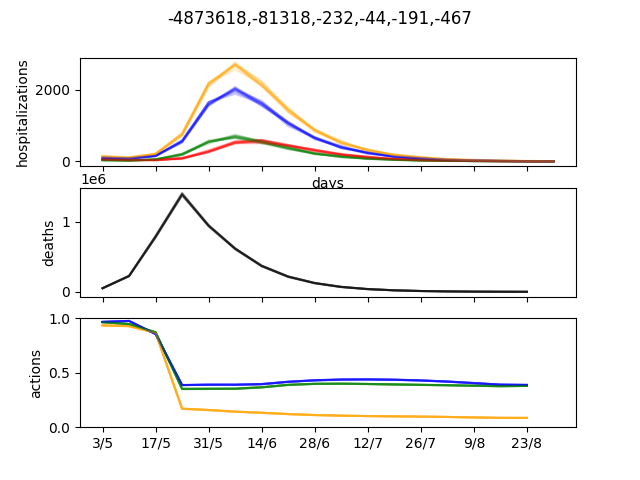 -4873618,-81318,-232,-44,-191,-467
hospitalizations
2000
0
days
1e6
deaths
1
0
actions
1.0
0.5
0.0
3/5 17/5 31/5 14/6 28/6 12/7 26/7 9/8 23/8